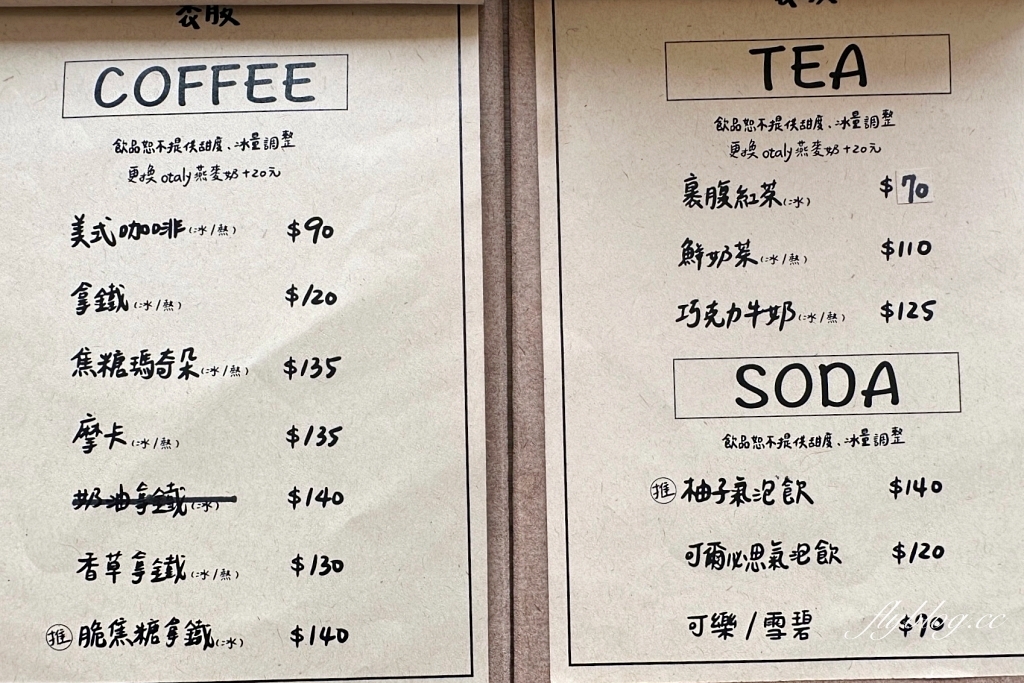 裹腹
COFFEE
飲品恕不提供甜度、冰量調整
更換 otaly 燕麥奶 +20元
美式咖啡(冰/熱) $90
拿鐵(冰/熱) $120
焦糖瑪奇朵(冰/熱) $135
摩卡(冰/熱) $135
奶油拿鐵(冰) $140
香草拿鐵(冰/熱) $130
推 脆焦糖拿鐵(冰) $140
TEA
飲品恕不提供甜度、冰量調整
更換 otaly 燕麥奶 +20元
裹腹紅茶(冰) $70
鮮奶茶(冰/熱) $110
巧克力牛奶(冰/熱) $125
SODA
飲品恕不提供甜度、冰量調整
推 柚子氣泡飲 $140
可爾必思氣泡飲 $120
可樂/雪碧 $90
flyblog.cc